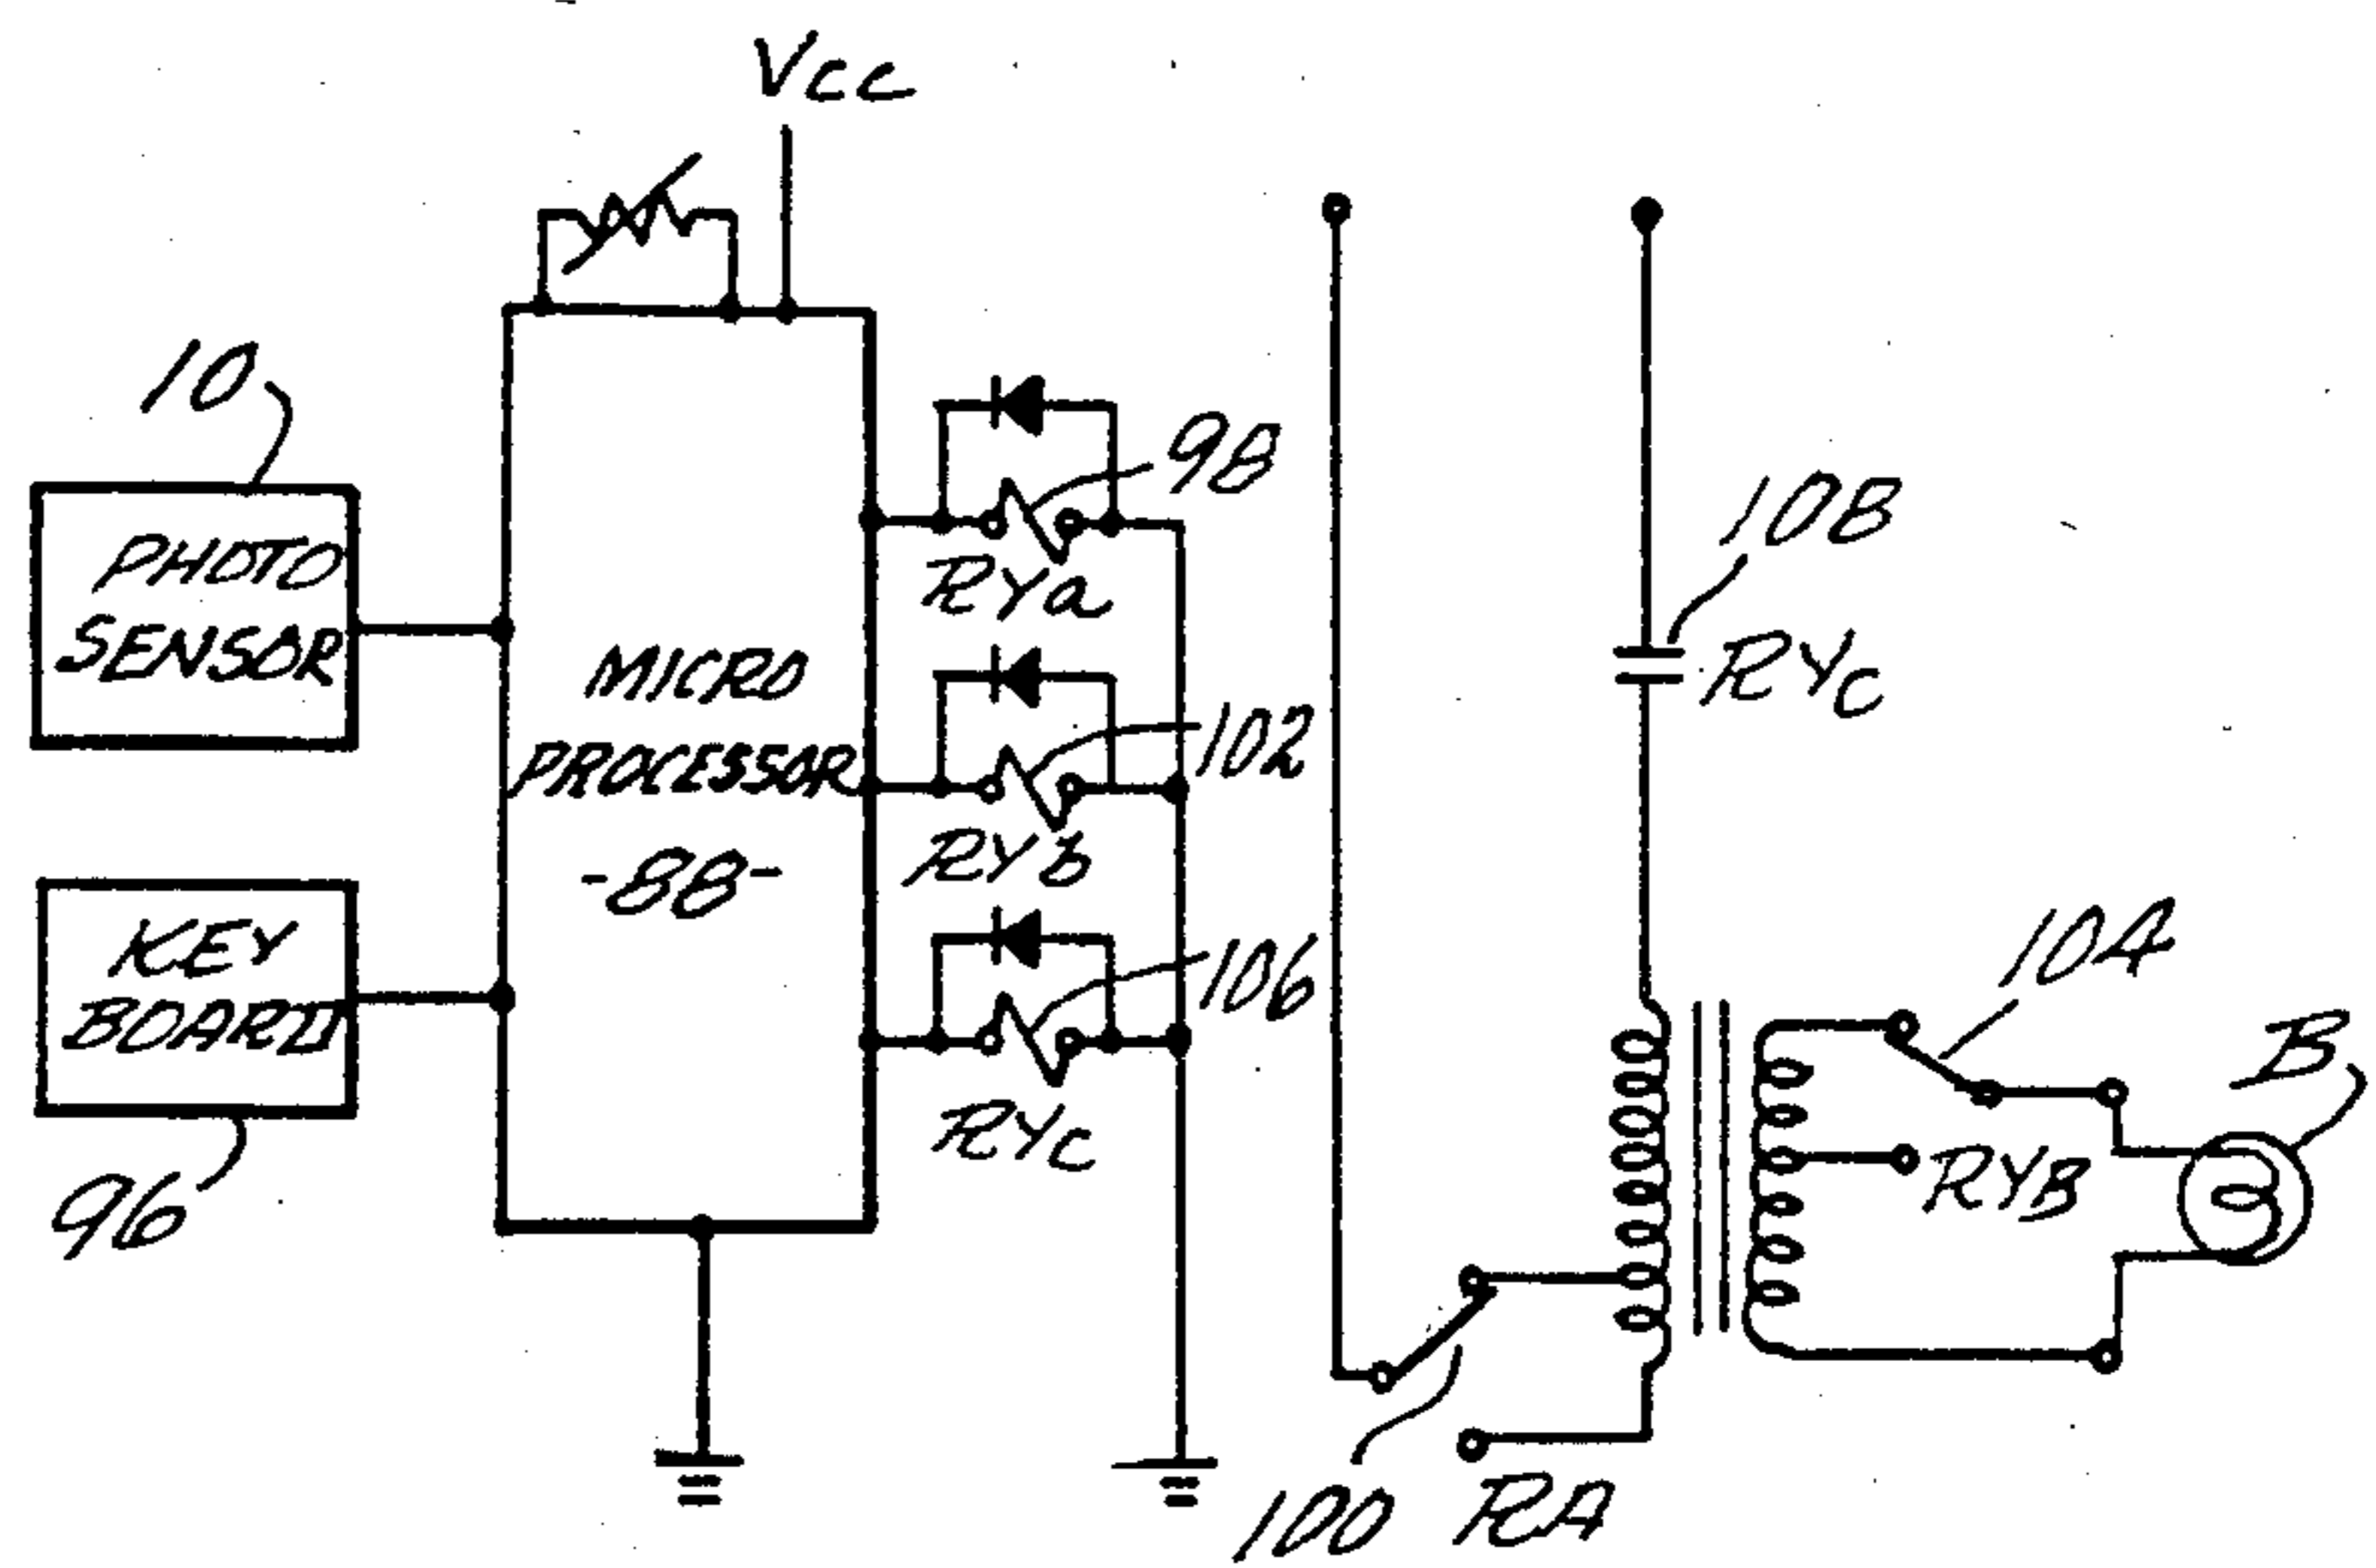 Vcc
10
PHOTO
SENSOR
MICRO
PROCESSOR
-88-
KEY
BOARD
96
98
RYa
102
RYb
106
RYc
108
RYc
104
B
RYB
100
RA